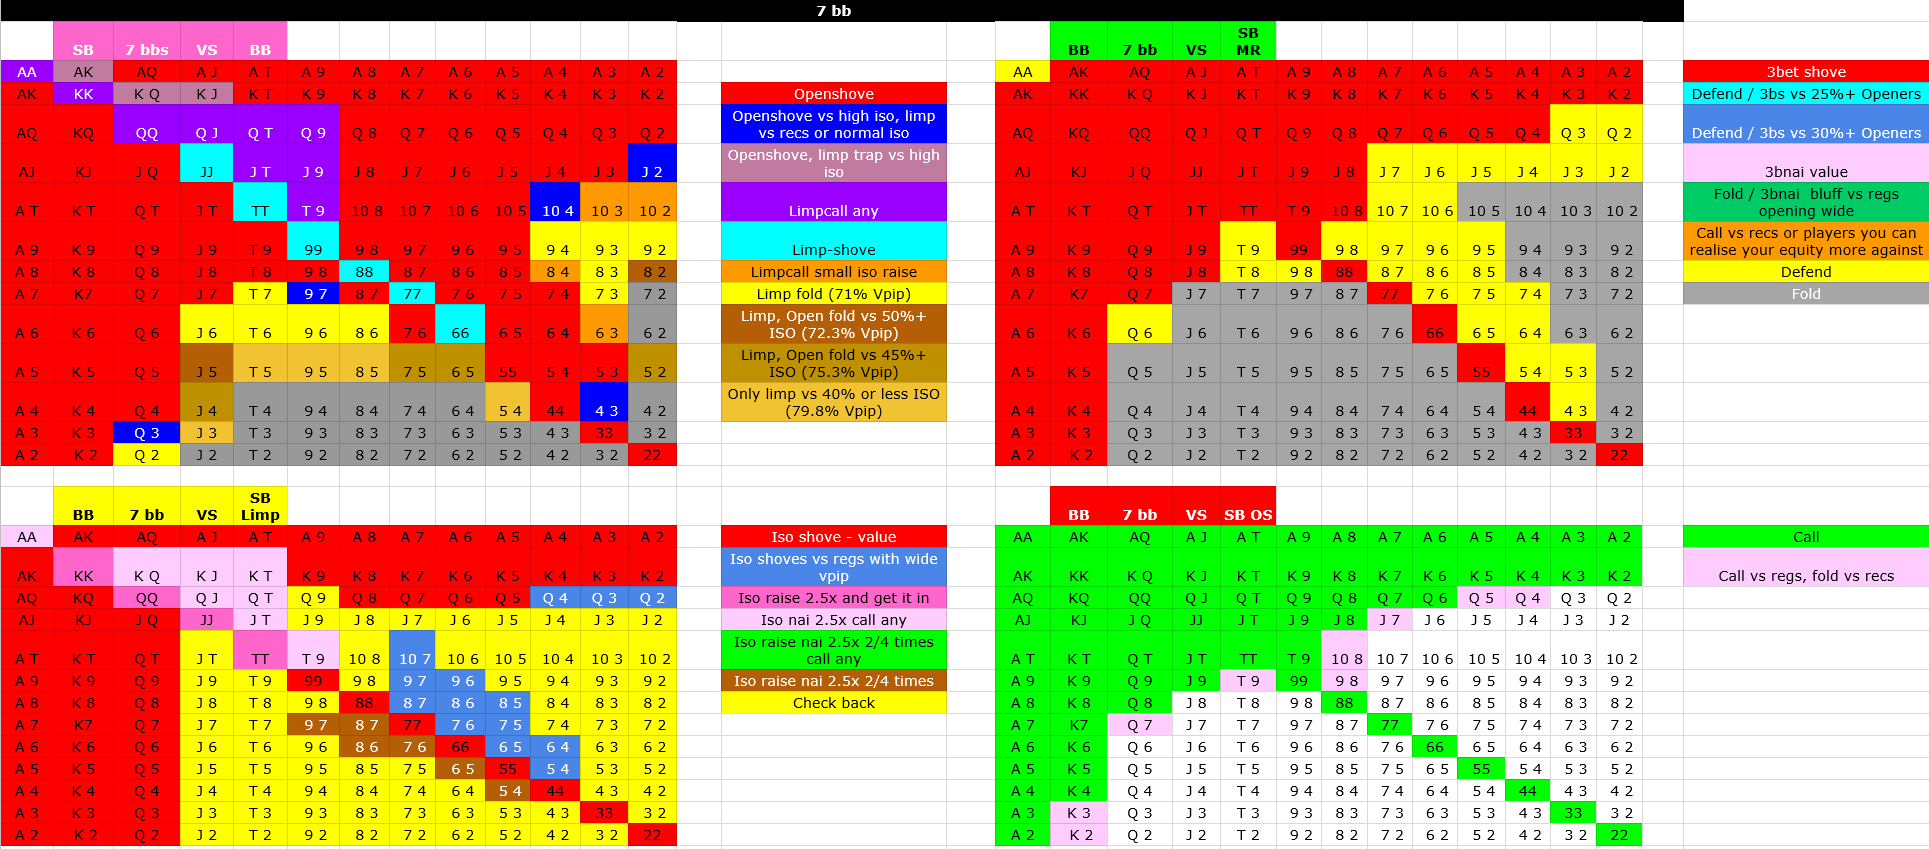 7 bb
SB 7 bbs VS BB
BB 7 bb VS SB MR
AA AK AQ A J A T A 9 A 8 A 7 A 6 A 5 A 4 A 3 A 2
AK KK K Q K J K T K 9 K 8 K 7 K 6 K 5 K 4 K 3 K 2
AQ KQ QQ Q J Q T Q 9 Q 8 Q 7 Q 6 Q 5 Q 4 Q 3 Q 2
AJ KJ J Q JJ J T J 9 J 8 J 7 J 6 J 5 J 4 J 3 J 2
A T K T Q T J T TT T 9 10 8 10 7 10 6 10 5 10 4 10 3 10 2
A 9 K 9 Q 9 J 9 T 9 99 9 8 9 7 9 6 9 5 9 4 9 3 9 2
A 8 K 8 Q 8 J 8 T 8 9 8 88 8 7 8 6 8 5 8 4 8 3 8 2
A 7 K7 Q 7 J 7 T 7 9 7 8 7 77 7 6 7 5 7 4 7 3 7 2
A 6 K 6 Q 6 J 6 T 6 9 6 8 6 7 6 66 6 5 6 4 6 3 6 2
A 5 K 5 Q 5 J 5 T 5 9 5 8 5 7 5 6 5 55 5 4 5 3 5 2
A 4 K 4 Q 4 J 4 T 4 9 4 8 4 7 4 6 4 5 4 44 4 3 4 2
A 3 K 3 Q 3 J 3 T 3 9 3 8 3 7 3 6 3 5 3 4 3 33 3 2
A 2 K 2 Q 2 J 2 T 2 9 2 8 2 7 2 6 2 5 2 4 2 3 2 22
Openshove
Openshove vs high iso, limp
vs recs or normal iso
Openshove, limp trap vs high
iso
Limpcall any
Limp-shove
Limpcall small iso raise
Limp fold (71% Vpip)
Limp, Open fold vs 50%+
ISO (72.3% Vpip)
Limp, Open fold vs 45%+
ISO (75.3% Vpip)
Only limp vs 40% or less ISO
(79.8% Vpip)
AA AK AQ A J A T A 9 A 8 A 7 A 6 A 5 A 4 A 3 A 2
AK KK K Q K J K T K 9 K 8 K 7 K 6 K 5 K 4 K 3 K 2
AQ KQ QQ Q J Q T Q 9 Q 8 Q 7 Q 6 Q 5 Q 4 Q 3 Q 2
AJ KJ J Q JJ J T J 9 J 8 J 7 J 6 J 5 J 4 J 3 J 2
A T K T Q T J T TT T 9 10 8 10 7 10 6 10 5 10 4 10 3 10 2
A 9 K 9 Q 9 J 9 T 9 99 9 8 9 7 9 6 9 5 9 4 9 3 9 2
A 8 K 8 Q 8 J 8 T 8 9 8 88 8 7 8 6 8 5 8 4 8 3 8 2
A 7 K7 Q 7 J 7 T 7 9 7 8 7 77 7 6 7 5 7 4 7 3 7 2
A 6 K 6 Q 6 J 6 T 6 9 6 8 6 7 6 66 6 5 6 4 6 3 6 2
A 5 K 5 Q 5 J 5 T 5 9 5 8 5 7 5 6 5 55 5 4 5 3 5 2
A 4 K 4 Q 4 J 4 T 4 9 4 8 4 7 4 6 4 5 4 44 4 3 4 2
A 3 K 3 Q 3 J 3 T 3 9 3 8 3 7 3 6 3 5 3 4 3 33 3 2
A 2 K 2 Q 2 J 2 T 2 9 2 8 2 7 2 6 2 5 2 4 2 3 2 22
3bet shove
Defend / 3bs vs 25%+ Openers
Defend / 3bs vs 30%+ Openers
3bnai value
Fold / 3bnai bluff vs regs
opening wide
Call vs recs or players you can
realise your equity more against
Defend
Fold
BB 7 bb VS SB Limp
AA AK AQ A J A T A 9 A 8 A 7 A 6 A 5 A 4 A 3 A 2
AK KK K Q K J K T K 9 K 8 K 7 K 6 K 5 K 4 K 3 K 2
AQ KQ QQ Q J Q T Q 9 Q 8 Q 7 Q 6 Q 5 Q 4 Q 3 Q 2
AJ KJ J Q JJ J T J 9 J 8 J 7 J 6 J 5 J 4 J 3 J 2
A T K T Q T J T TT T 9 10 8 10 7 10 6 10 5 10 4 10 3 10 2
A 9 K 9 Q 9 J 9 T 9 99 9 8 9 7 9 6 9 5 9 4 9 3 9 2
A 8 K 8 Q 8 J 8 T 8 9 8 88 8 7 8 6 8 5 8 4 8 3 8 2
A 7 K7 Q 7 J 7 T 7 9 7 8 7 77 7 6 7 5 7 4 7 3 7 2
A 6 K 6 Q 6 J 6 T 6 9 6 8 6 7 6 66 6 5 6 4 6 3 6 2
A 5 K 5 Q 5 J 5 T 5 9 5 8 5 7 5 6 5 55 5 4 5 3 5 2
A 4 K 4 Q 4 J 4 T 4 9 4 8 4 7 4 6 4 5 4 44 4 3 4 2
A 3 K 3 Q 3 J 3 T 3 9 3 8 3 7 3 6 3 5 3 4 3 33 3 2
A 2 K 2 Q 2 J 2 T 2 9 2 8 2 7 2 6 2 5 2 4 2 3 2 22
Iso shove - value
Iso shoves vs regs with wide
vpip
Iso raise 2.5x and get it in
Iso nai 2.5x call any
Iso raise nai 2.5x 2/4 times
call any
Iso raise nai 2.5x 2/4 times
Check back
BB 7 bb VS SB OS
AA AK AQ A J A T A 9 A 8 A 7 A 6 A 5 A 4 A 3 A 2
AK KK K Q K J K T K 9 K 8 K 7 K 6 K 5 K 4 K 3 K 2
AQ KQ QQ Q J Q T Q 9 Q 8 Q 7 Q 6 Q 5 Q 4 Q 3 Q 2
AJ KJ J Q JJ J T J 9 J 8 J 7 J 6 J 5 J 4 J 3 J 2
A T K T Q T J T TT T 9 10 8 10 7 10 6 10 5 10 4 10 3 10 2
A 9 K 9 Q 9 J 9 T 9 99 9 8 9 7 9 6 9 5 9 4 9 3 9 2
A 8 K 8 Q 8 J 8 T 8 9 8 88 8 7 8 6 8 5 8 4 8 3 8 2
A 7 K7 Q 7 J 7 T 7 9 7 8 7 77 7 6 7 5 7 4 7 3 7 2
A 6 K 6 Q 6 J 6 T 6 9 6 8 6 7 6 66 6 5 6 4 6 3 6 2
A 5 K 5 Q 5 J 5 T 5 9 5 8 5 7 5 6 5 55 5 4 5 3 5 2
A 4 K 4 Q 4 J 4 T 4 9 4 8 4 7 4 6 4 5 4 44 4 3 4 2
A 3 K 3 Q 3 J 3 T 3 9 3 8 3 7 3 6 3 5 3 4 3 33 3 2
A 2 K 2 Q 2 J 2 T 2 9 2 8 2 7 2 6 2 5 2 4 2 3 2 22
Call
Call vs regs, fold vs recs